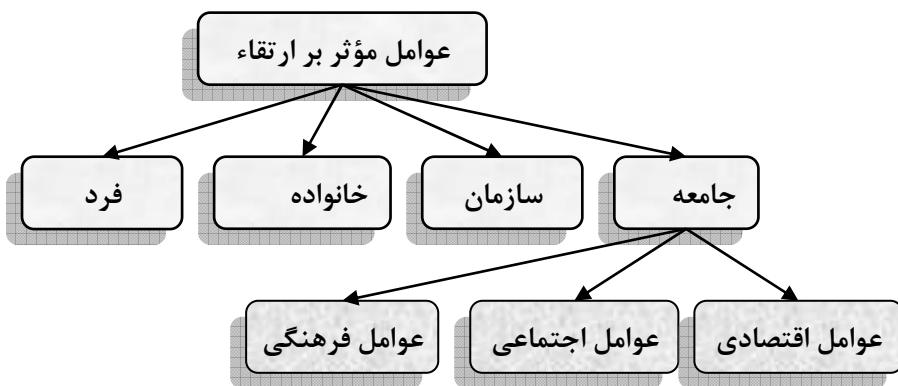 عوامل مؤثر بر ارتقاء
جامعه
سازمان
خانواده
فرد
عوامل اقتصادی
عوامل اجتماعی
عوامل فرهنگی